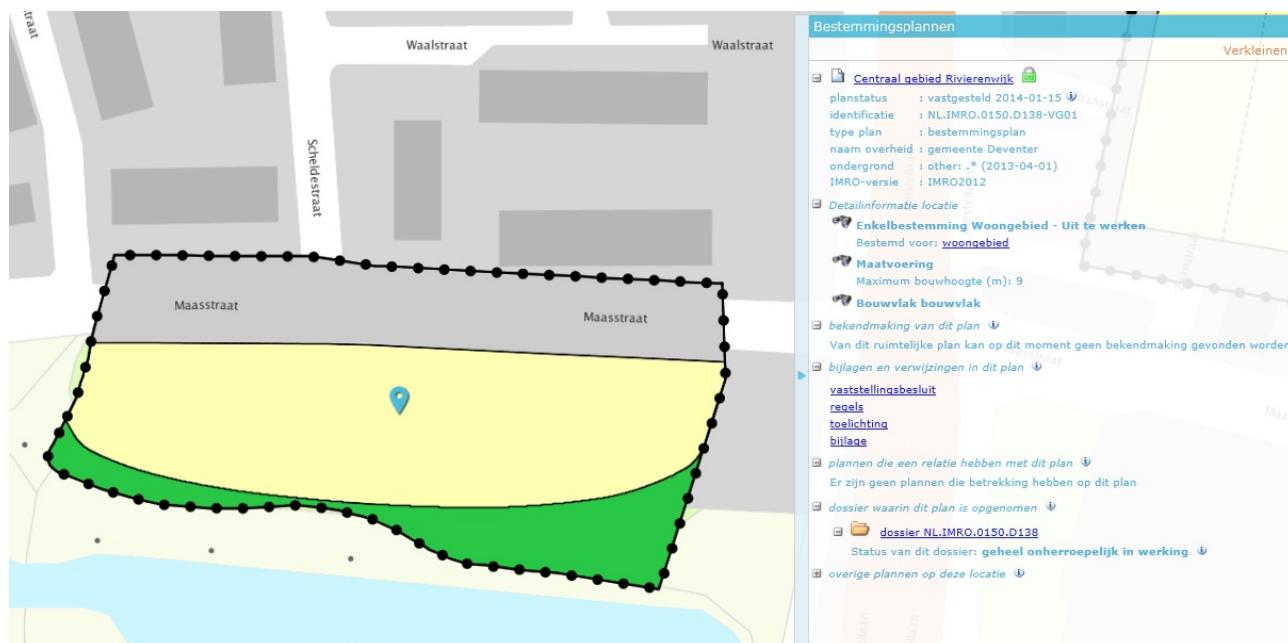 Waalstraat
Waalstraat
Scheldestraat
Maasstraat
Maasstraat
Bestemmingsplannen
Verkleinen
Centraal gebied Rivierenwijk
planstatus : vastgesteld 2014-01-15
identificatie : NL.IMRO.0150.D138-VG01
type plan : bestemmingsplan
naam overheid : gemeente Deventer
ondergrond : other: .* (2013-04-01)
IMRO-versie : IMRO2012
Detailinformatie locatie
Enkelbestemming Woongebied - Uit te werken
Bestemd voor: woongebied
Maatvoering
Maximum bouwhoogte (m): 9
Bouwvlak bouwvlak
bekendmaking van dit plan
Van dit ruimtelijke plan kan op dit moment geen bekendmaking gevonden worden
bijlagen en verwijzingen in dit plan
vaststellingsbesluit
regels
toelichting
bijlage
plannen die een relatie hebben met dit plan
Er zijn geen plannen die betrekking hebben op dit plan
dossier waarin dit plan is opgenomen
dossier NL.IMRO.0150.D138
Status van dit dossier: geheel onherroepelijk in werking
overige plannen op deze locatie